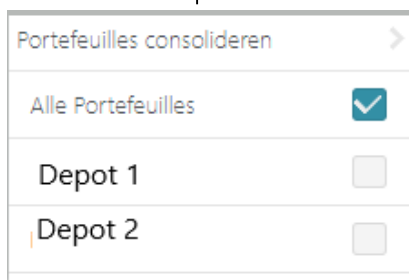 Portefeuilles consolideren
Alle Portefeuilles
Depot 1
Depot 2